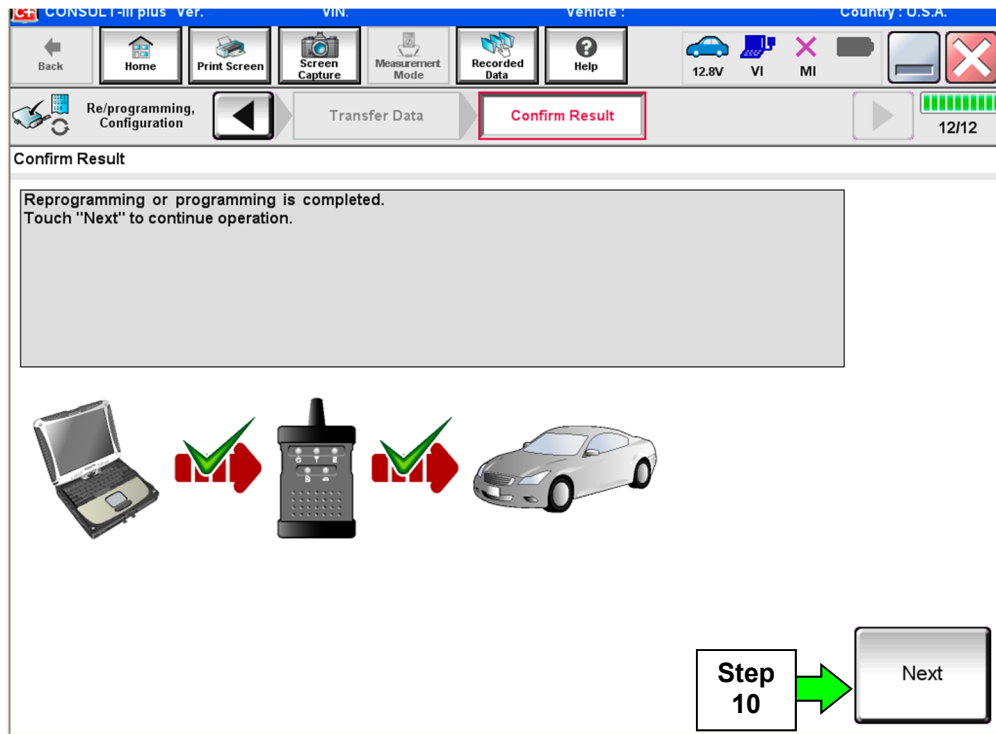 CONSULT-III plus Ver. VIN: Vehicle : Country : U.S.A.
Back
Home
Print Screen
Screen
Capture
Measurement
Mode
Recorded
Data
Help
12.8V
VI
MI
Re/programming,
Configuration
Transfer Data
Confirm Result
12/12
Confirm Result
Reprogramming or programming is completed.
Touch "Next" to continue operation.
Step
10
Next